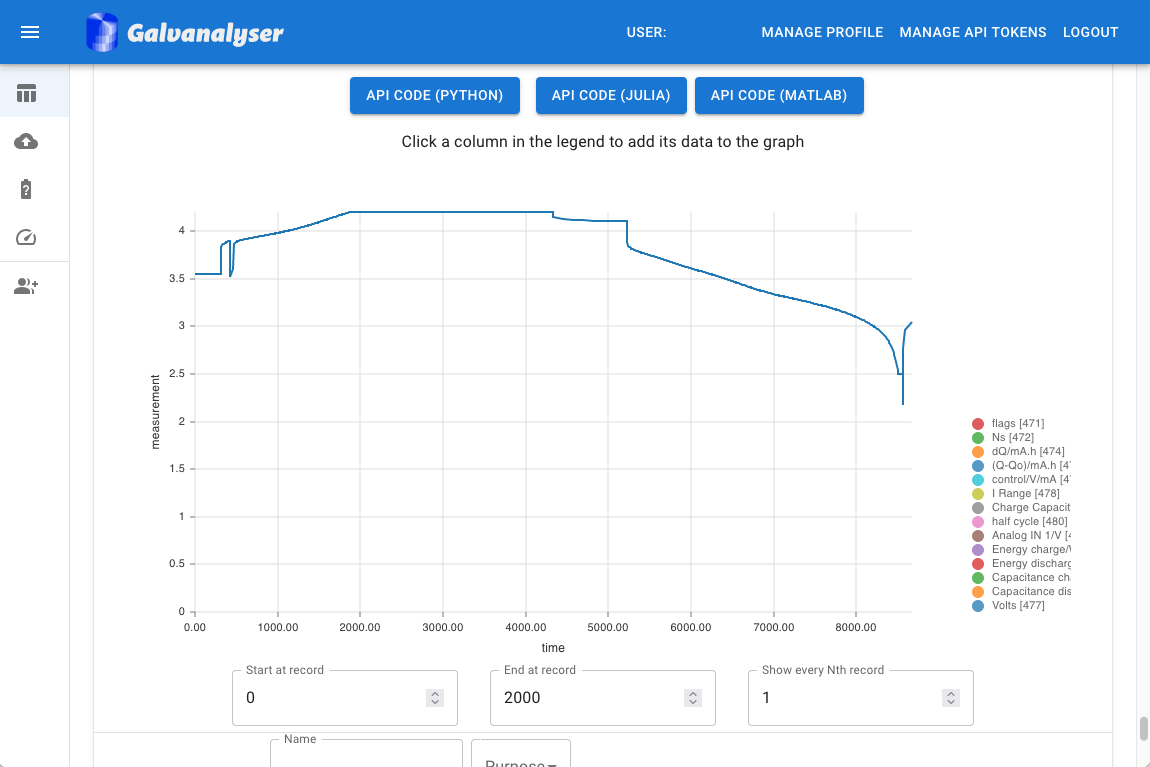 Galvanalyser
USER:
MANAGE PROFILE
MANAGE API TOKENS
LOGOUT
API CODE (PYTHON)
API CODE (JULIA)
API CODE (MATLAB)
Click a column in the legend to add its data to the graph
measurement
4
3.5
3
2.5
2
1.5
1
0.5
0
0.00
1000.00
2000.00
3000.00
4000.00
5000.00
6000.00
7000.00
8000.00
time
flags [471]
Ns [472]
dQ/mA.h [474]
(Q-Qo)/mA.h [4
control/V/mA [4
I Range [478]
Charge Capacit
half cycle [480]
Analog IN 1/V [
Energy charge/
Energy discharg
Capacitance ch
Capacitance dis
Volts [477]
Start at record
0
End at record
2000
Show every Nth record
1
Name
Purpose